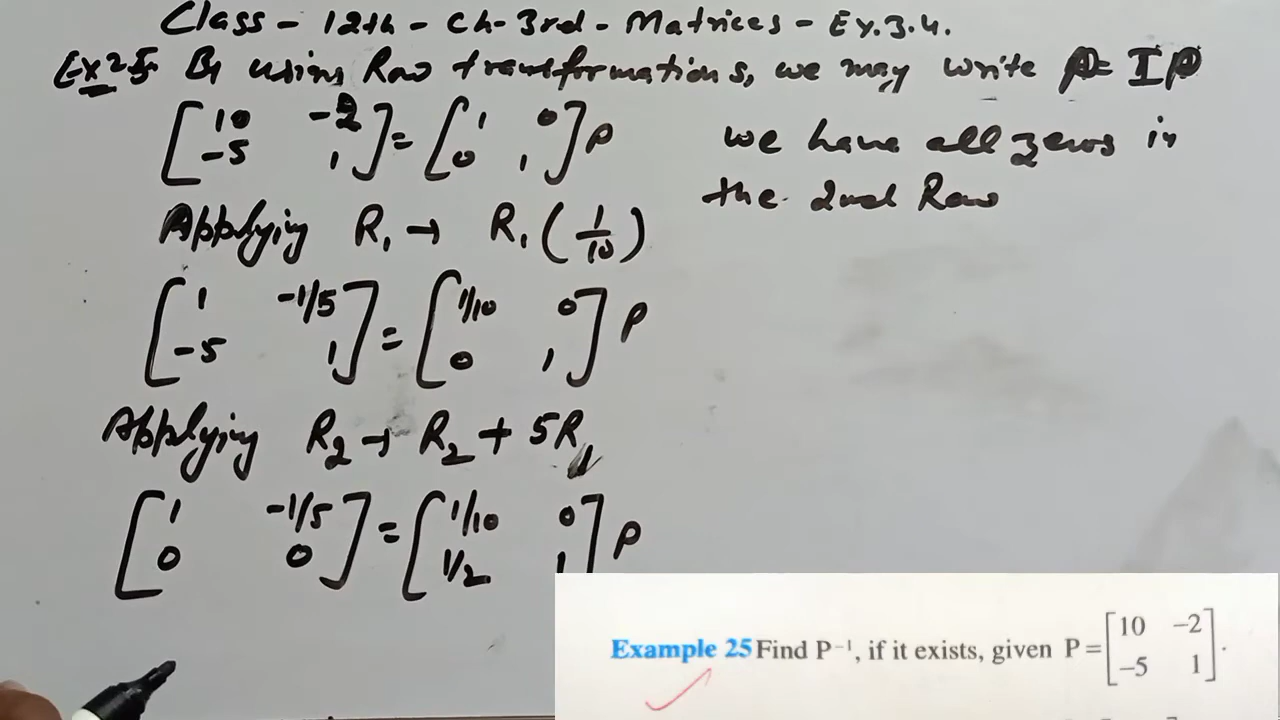 Class - 12th - Ch-3rd - Matrices - Ex.3.4.
Ex 25 By using Row transformations, we may write P = IP
[10 -2
-5 1] = [1 0
0 1] P
Applying R₁ → R₁ (1/10)
[1 -1/5
-5 1] = [1/10 0
0 1] P
Applying R₂ → R₂ + 5R₁
[1 -1/5
0 0] = [1/10 0
1/2 1] P
we have all zeros in
the 2nd Row
Example 25 Find P⁻¹, if it exists, given P = [10 -2
-5 1].